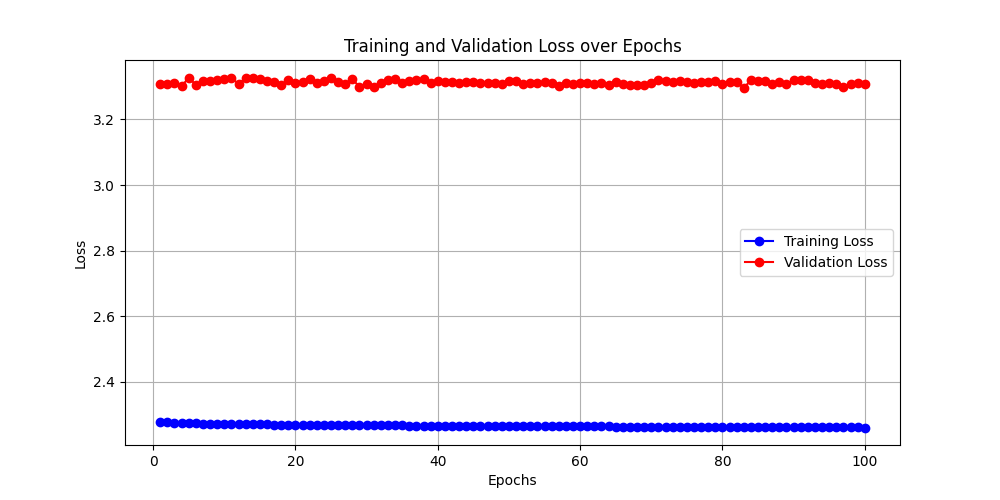 Training and Validation Loss over Epochs
Loss
3.2
3.0
2.8
2.6
2.4
Training Loss
Validation Loss
0 20 40 60 80 100
Epochs